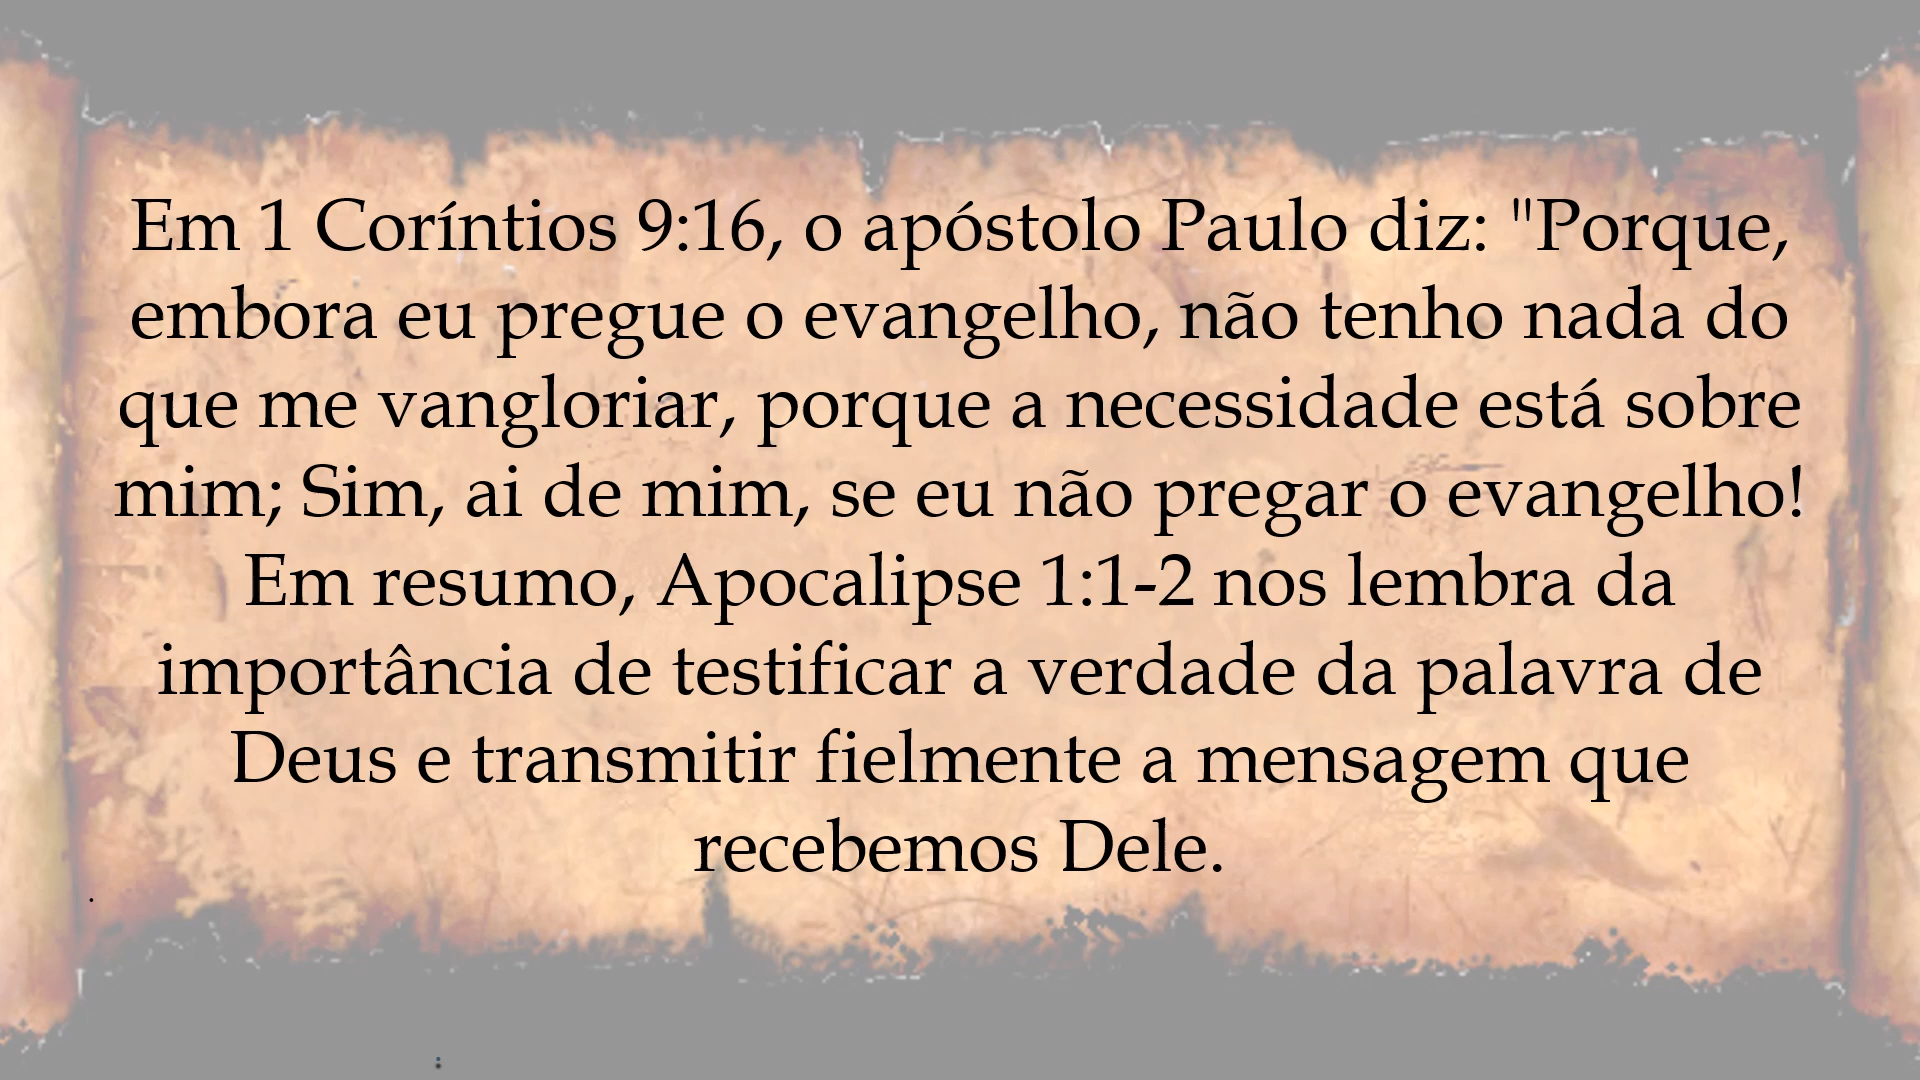 Em 1 Coríntios 9:16, o apóstolo Paulo diz: "Porque,
embora eu pregue o evangelho, não tenho nada do
que me vangloriar, porque a necessidade está sobre
mim; Sim, ai de mim, se eu não pregar o evangelho!
Em resumo, Apocalipse 1:1-2 nos lembra da
importância de testificar a verdade da palavra de
Deus e transmitir fielmente a mensagem que
recebemos Dele.
.
: